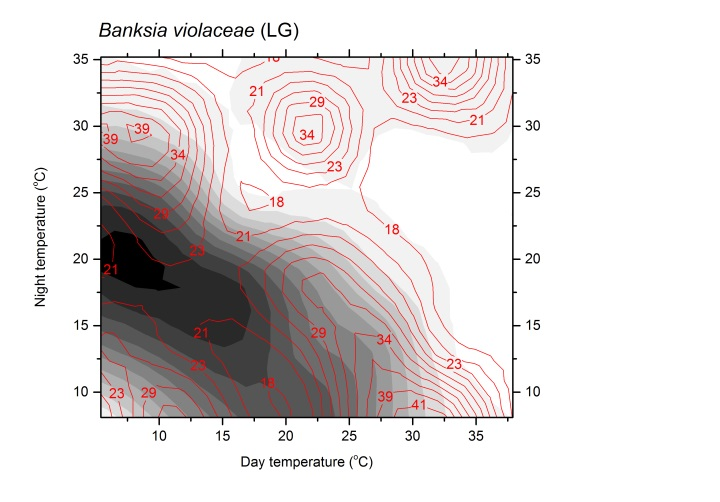 Banksia violaceae (LG)
35 35
18
34
21 29 23
21
30 39 39 34 30
34
23
25 18 25
29 21 18
23
20 21 20
15 21 29 34 15
23 23
18
10 23 29 39 10
41
10 15 20 25 30 35
Night temperature (°C)
Day temperature (°C)